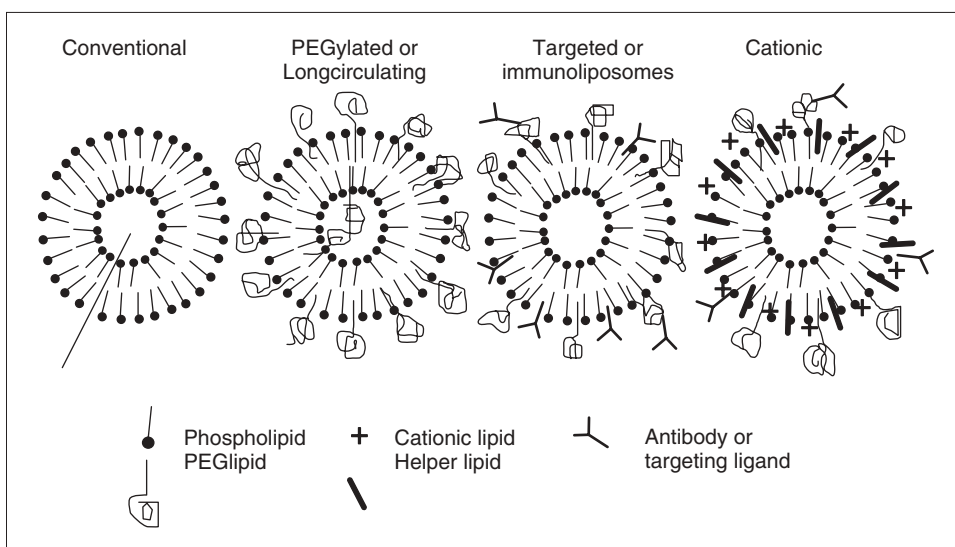 Conventional
PEGylated or
Longcirculating
Targeted or
immunoliposomes
Cationic
Phospholipid
PEGlipid
Cationic lipid
Helper lipid
Antibody or
targeting ligand